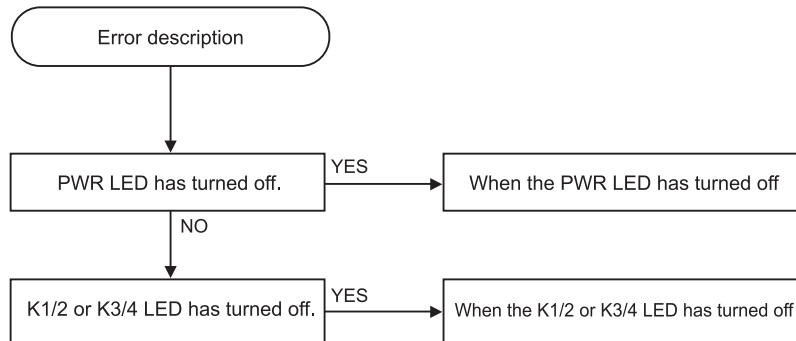 Error description
PWR LED has turned off.
YES
When the PWR LED has turned off
NO
K1/2 or K3/4 LED has turned off.
YES
When the K1/2 or K3/4 LED has turned off